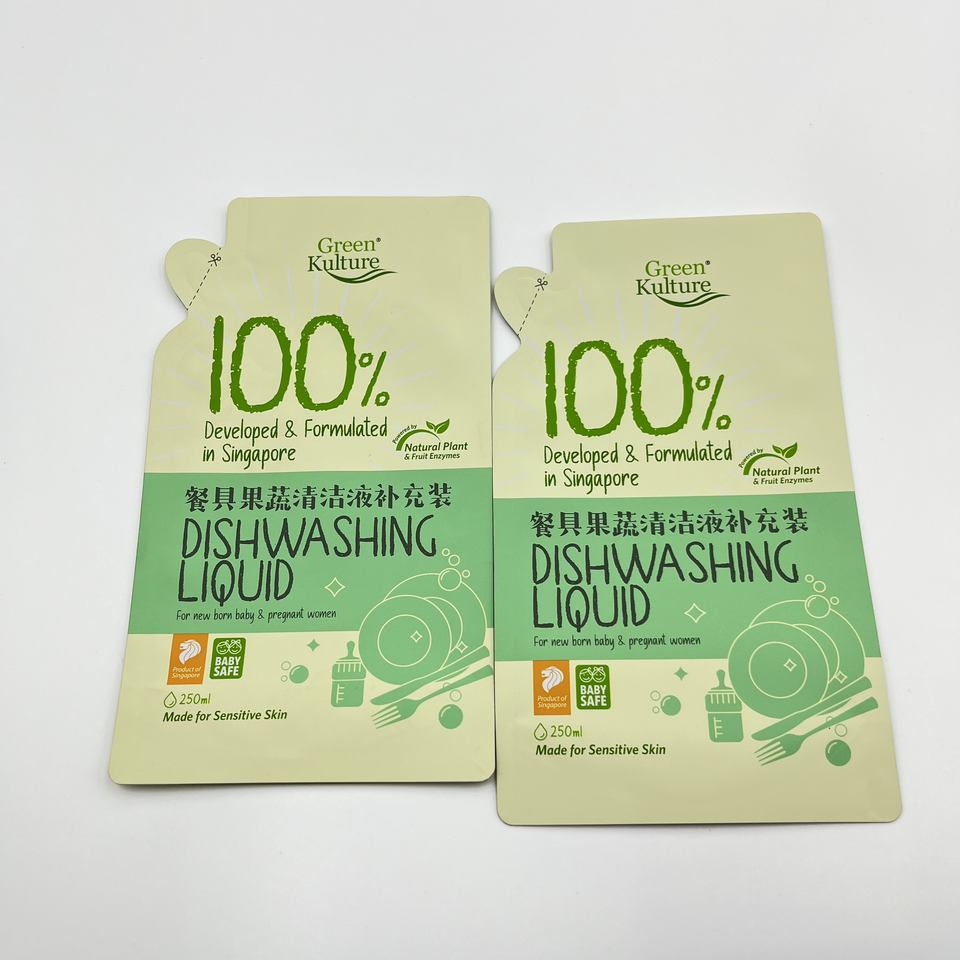 Green®
Kulture
100%
Developed & Formulated
in Singapore
Powered by
Natural Plant
& Fruit Enzymes
餐具果蔬清洁液补充装
DISHWASHING
LIQUID
For new born baby & pregnant women
Product of
Singapore
BABY
SAFE
250ml
Made for Sensitive Skin
Green®
Kulture
100%
Developed & Formulated
in Singapore
Powered by
Natural Plant
& Fruit Enzymes
餐具果蔬清洁液补充装
DISHWASHING
LIQUID
For new born baby & pregnant women
Product of
Singapore
BABY
SAFE
250ml
Made for Sensitive Skin